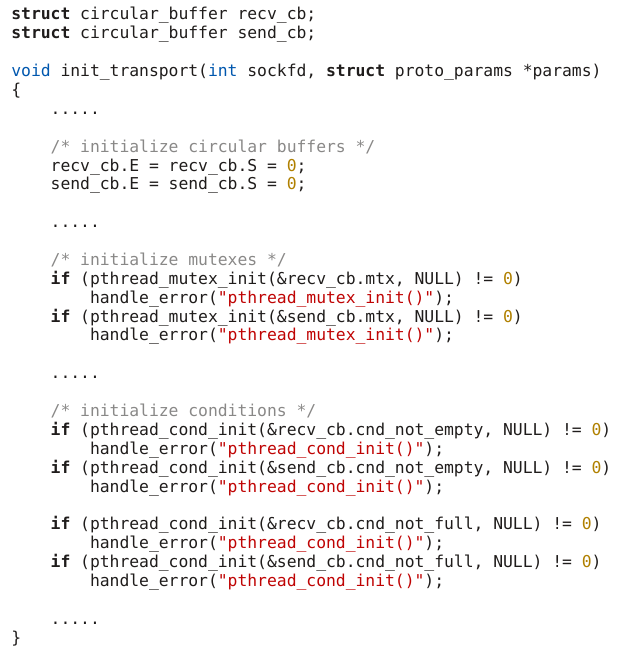 struct circular_buffer recv_cb;
struct circular_buffer send_cb;

void init_transport(int sockfd, struct proto_params *params)
{
    .....

    /* initialize circular buffers */
    recv_cb.E = recv_cb.S = 0;
    send_cb.E = send_cb.S = 0;

    .....

    /* initialize mutexes */
    if (pthread_mutex_init(&recv_cb.mtx, NULL) != 0)
        handle_error("pthread_mutex_init()");
    if (pthread_mutex_init(&send_cb.mtx, NULL) != 0)
        handle_error("pthread_mutex_init()");

    .....

    /* initialize conditions */
    if (pthread_cond_init(&recv_cb.cnd_not_empty, NULL) != 0)
        handle_error("pthread_cond_init()");
    if (pthread_cond_init(&send_cb.cnd_not_empty, NULL) != 0)
        handle_error("pthread_cond_init()");

    if (pthread_cond_init(&recv_cb.cnd_not_full, NULL) != 0)
        handle_error("pthread_cond_init()");
    if (pthread_cond_init(&send_cb.cnd_not_full, NULL) != 0)
        handle_error("pthread_cond_init()");

    .....
}